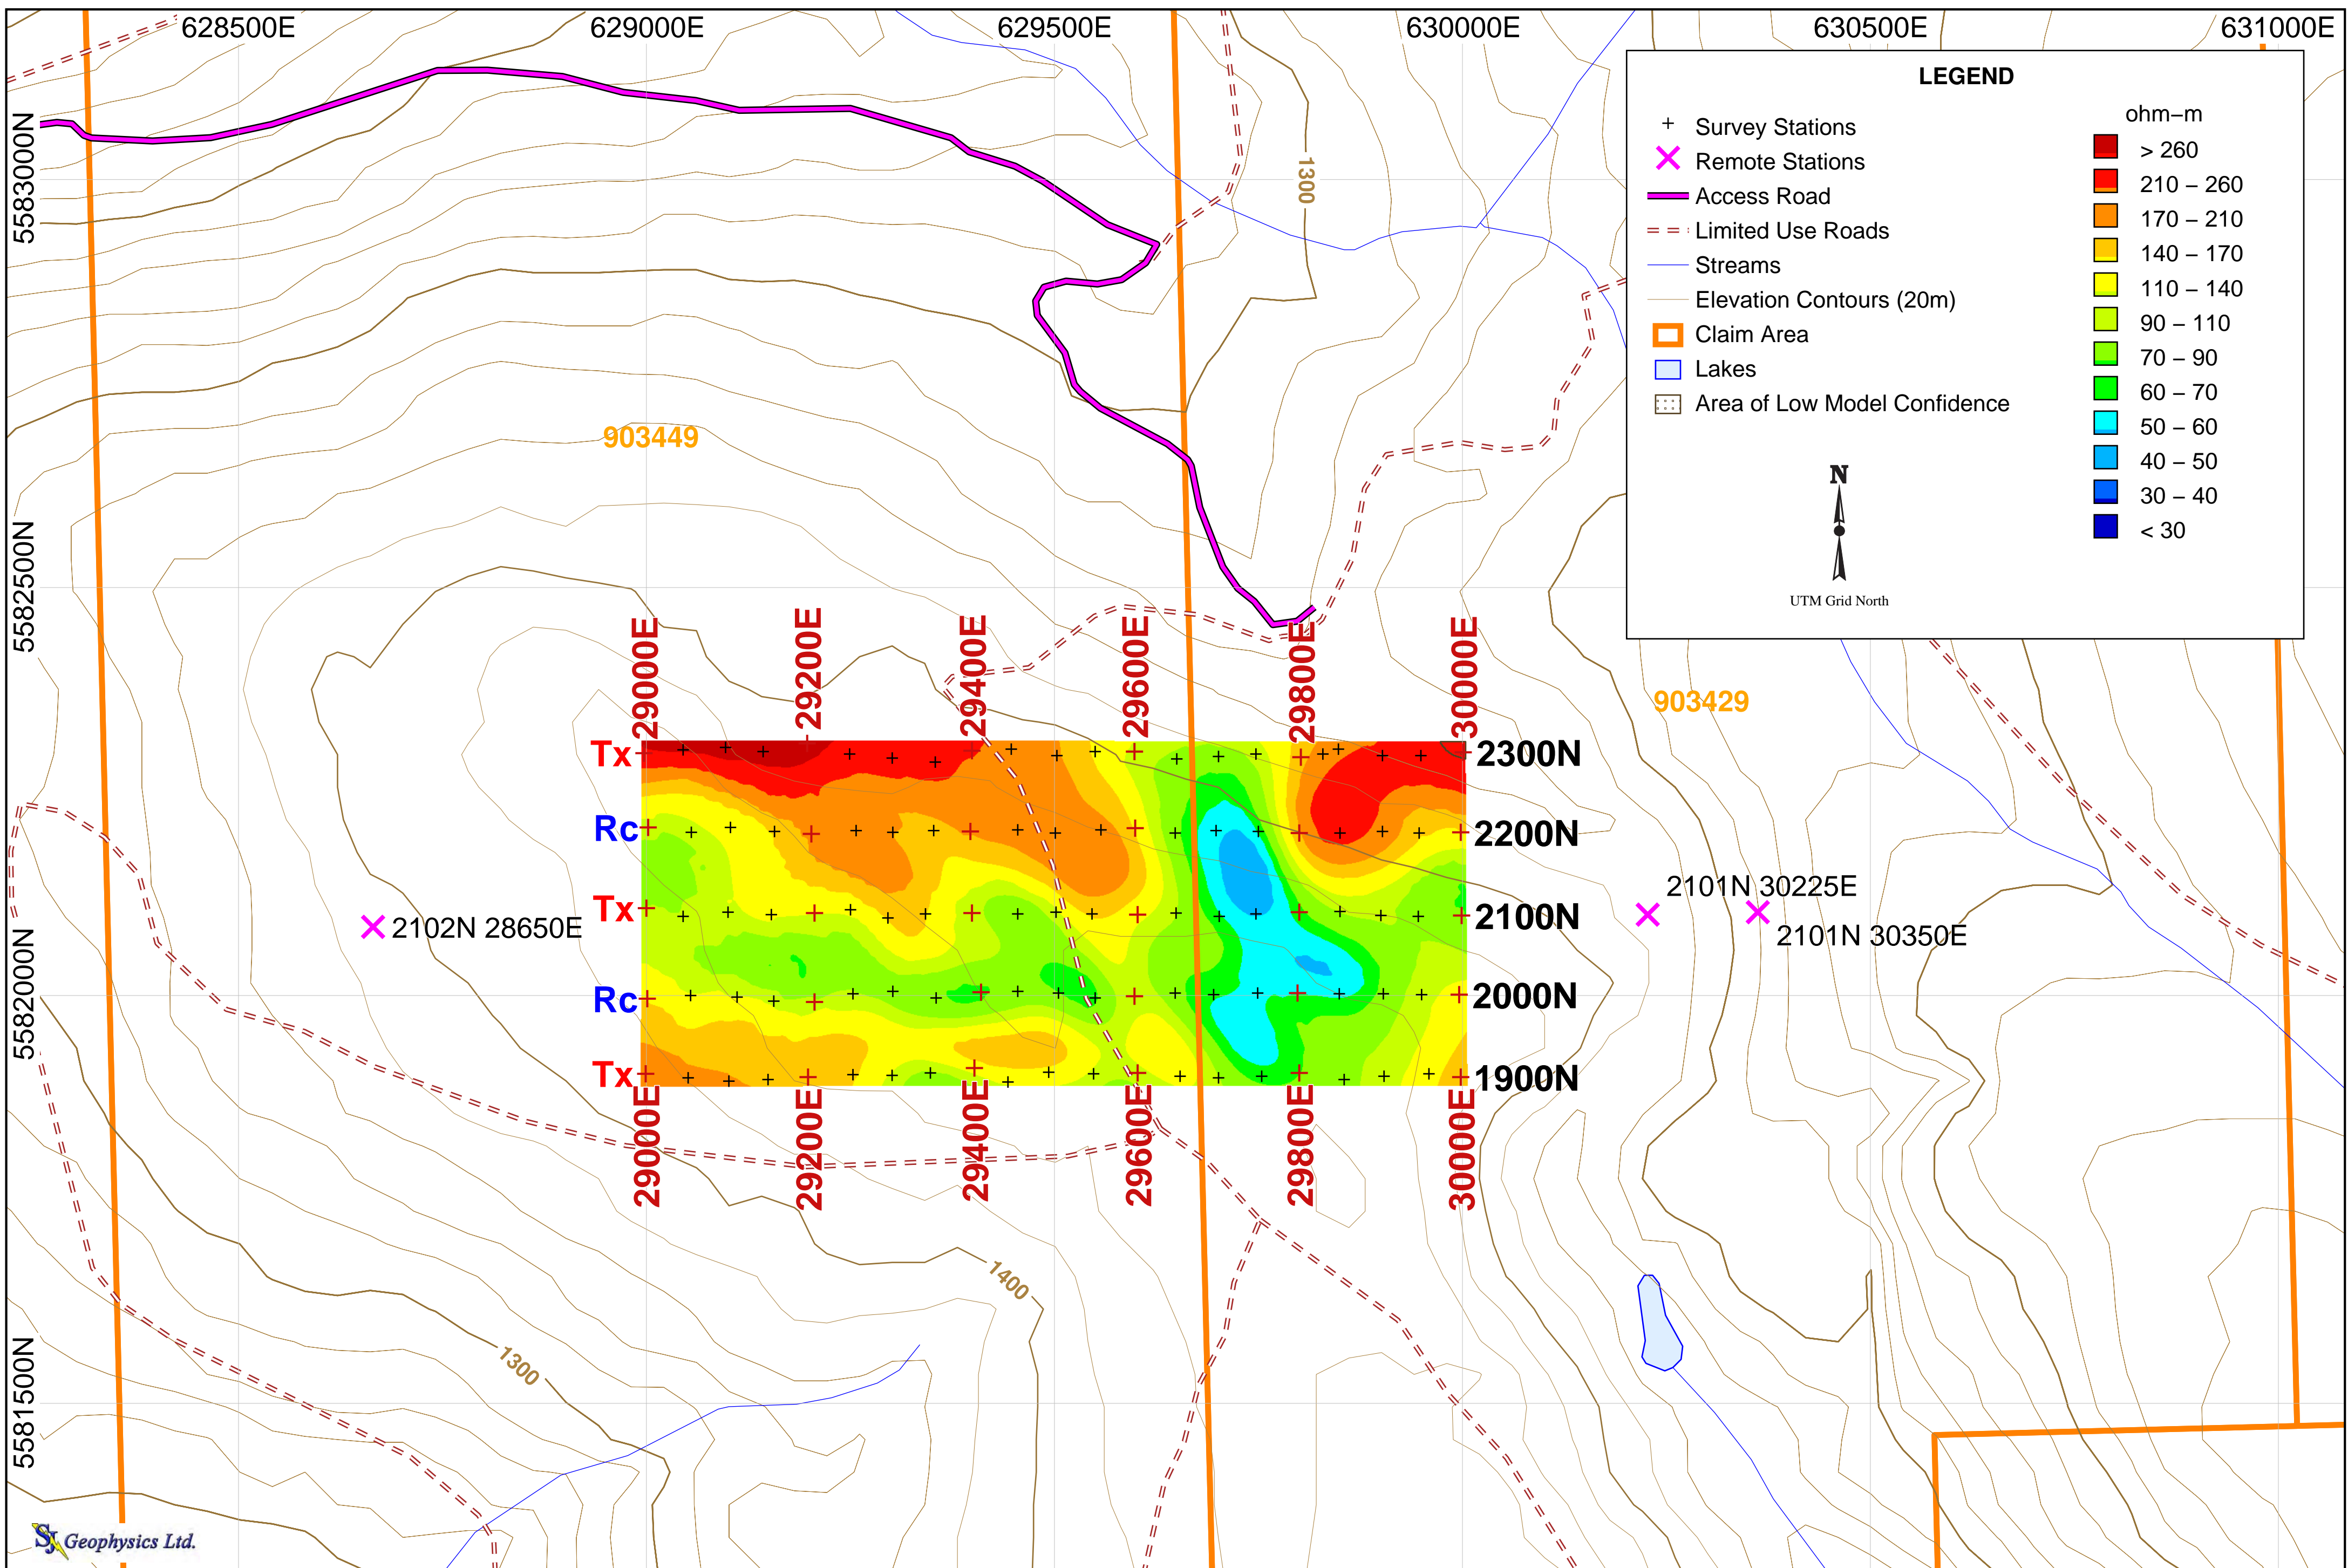 628500E 629000E 629500E 630000E 630500E 631000E
5583000N
5582500N
5582000N
5581500N
LEGEND
Survey Stations
Remote Stations
Access Road
Limited Use Roads
Streams
Elevation Contours (20m)
Claim Area
Lakes
Area of Low Model Confidence
ohm–m
> 260
210 – 260
170 – 210
140 – 170
110 – 140
90 – 110
70 – 90
60 – 70
50 – 60
40 – 50
30 – 40
< 30
N
UTM Grid North
1300
903449
903429
29000E 29200E 29400E 29600E 29800E 30000E
Tx 2300N
Rc 2200N
Tx 2100N
Rc 2000N
Tx 1900N
2102N 28650E
2101N 30225E
2101N 30350E
29000E 29200E 29400E 29600E 29800E 30000E
1400
1300
SJ Geophysics Ltd.